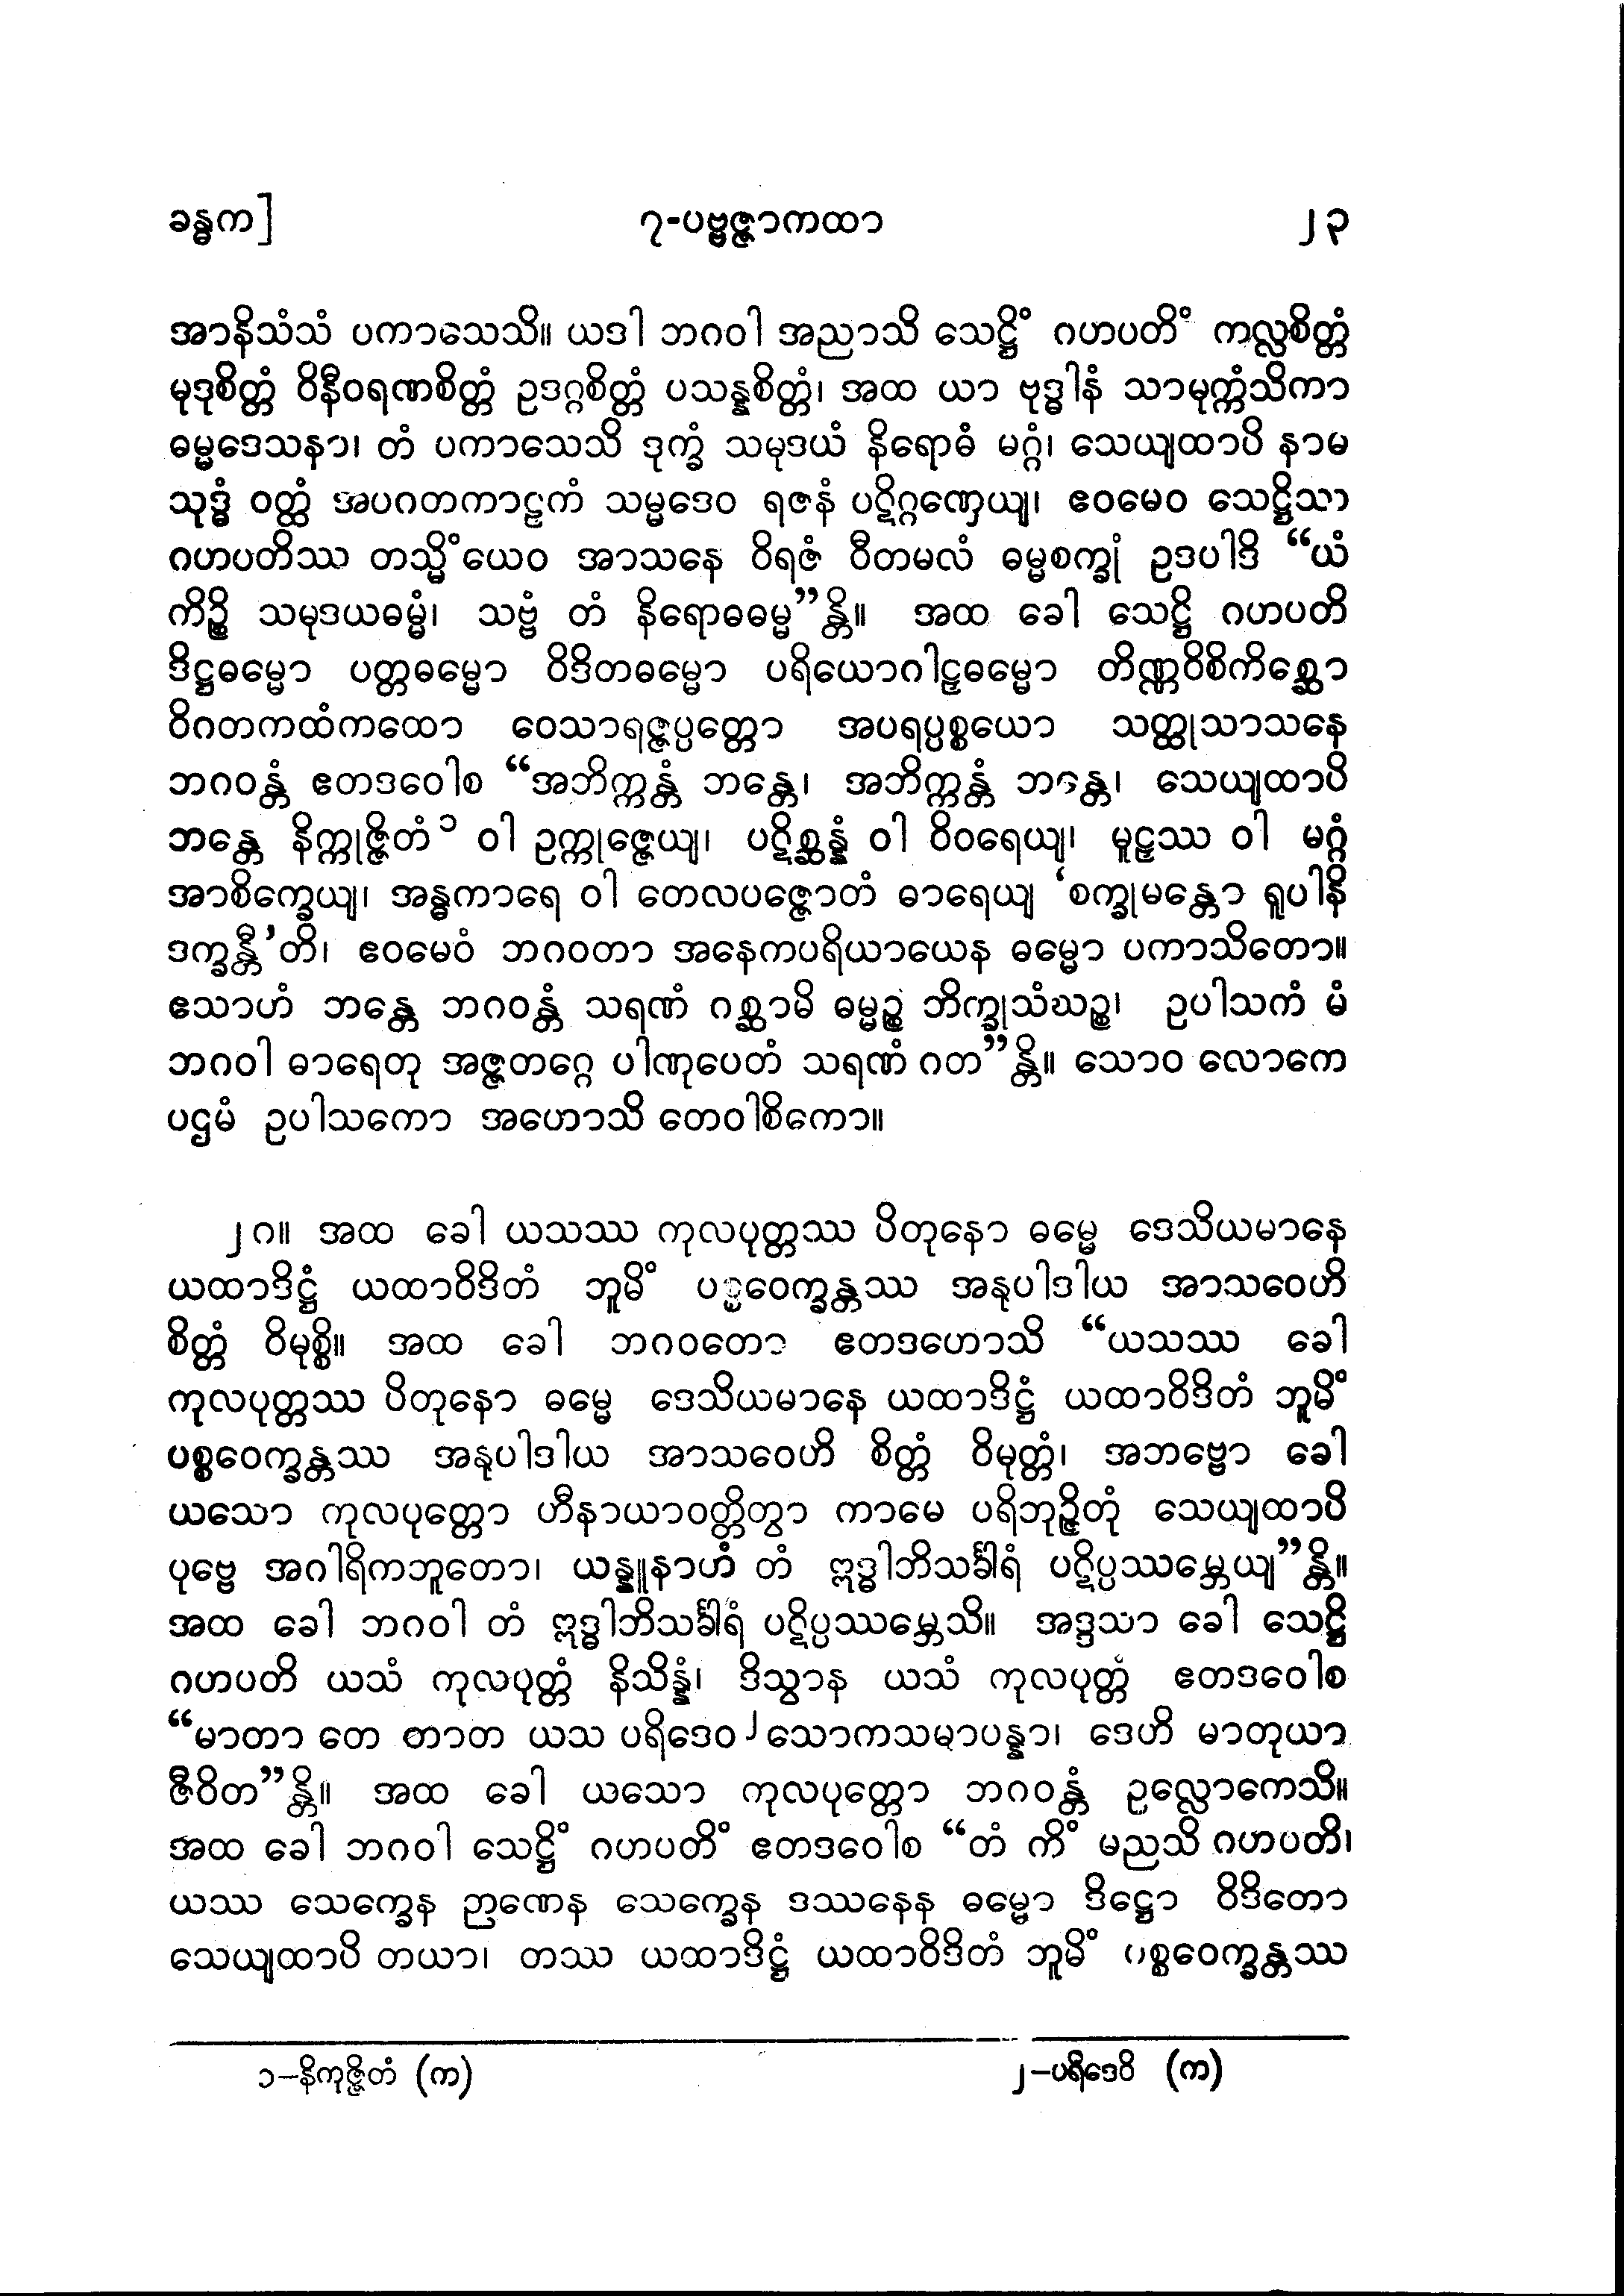 ခန္ဓက] ၇-ပဗ္ဗဇ္ဇာကထာ ၂၃
အာနိသံသံ ပကာသေသိ။ ယဒါ ဘဂဝါ အညာသိ သေဋ္ဌိံ ဂဟပတိံ ကလ္လစိတ္တံ
မုဒုစိတ္တံ ဝိနီဝရဏစိတ္တံ ဥဒဂ္ဂစိတ္တံ ပသန္နစိတ္တံ၊ အထ ယာ ဗုဒ္ဓါနံ သာမုက္ကံသိကာ
ဓမ္မဒေသနာ၊ တံ ပကာသေသိ ဒုက္ခံ သမုဒယံ နိရောဓံ မဂ္ဂံ၊ သေယျထာပိ နာမ
သုဒ္ဓံ ဝတ္ထံ အပဂတကာဠကံ သမ္မဒေဝ ရဇနံ ပဋိဂ္ဂဏှေယျ၊ ဧဝမေဝ သေဋ္ဌိသာ
ဂဟပတိဿ တသ္မိံယေဝ အာသနေ ဝိရဇံ ဝီတမလံ ဓမ္မစက္ခုံ ဥဒပါဒိ “ယံ
ကိဉ္စိ သမုဒယဓမ္မံ၊ သဗ္ဗံ တံ နိရောဓဓမ္မ”န္တိ။ အထ ခေါ သေဋ္ဌိ ဂဟပတိ
ဒိဋ္ဌဓမ္မော ပတ္တဓမ္မော ဝိဒိတဓမ္မော ပရိယောဂါဠှဓမ္မော တိဏ္ဏဝိစိကိစ္ဆော
ဝိဂတကထံကထော ဝေသာရဇ္ဇပ္ပတ္တော အပရပ္ပစ္စယော သတ္ထုသာသနေ
ဘဂဝန္တံ ဧတဒဝေါစ “အဘိက္ကန္တံ ဘန္တေ၊ အဘိက္ကန္တံ ဘန္တေ၊ သေယျထာပိ
ဘန္တေ နိက္ကုဇ္ဇိတံ ၁ ဝါ ဥက္ကုဇ္ဇေယျ၊ ပဋိစ္ဆန္နံ ဝါ ဝိဝရေယျ၊ မူဠှဿ ဝါ မဂ္ဂံ
အာစိက္ခေယျ၊ အန္ဓကာရေ ဝါ တေလပဇ္ဇောတံ ဓာရေယျ ‘စက္ခုမန္တော ရူပါနိ
ဒက္ခန္တီ’တိ၊ ဧဝမေဝံ ဘဂဝတာ အနေကပရိယာယေန ဓမ္မော ပကာသိတော။
ဧသာဟံ ဘန္တေ ဘဂဝန္တံ သရဏံ ဂစ္ဆာမိ ဓမ္မဉ္စ ဘိက္ခုသံဃဉ္စ၊ ဥပါသကံ မံ
ဘဂဝါ ဓာရေတု အဇ္ဇတဂ္ဂေ ပါဏုပေတံ သရဏံ ဂတ”န္တိ။ သောဝ လောကေ
ပဌမံ ဥပါသကော အဟောသိ တေဝါစိကော။
၂၇။ အထ ခေါ ယသဿ ကုလပုတ္တဿ ပိတုနော ဓမ္မေ ဒေသိယမာနေ
ယထာဒိဋ္ဌံ ယထာဝိဒိတံ ဘူမိံ ပစ္စဝေက္ခန္တဿ အနုပါဒါယ အာသဝေဟိ
စိတ္တံ ဝိမုစ္စိ။ အထ ခေါ ဘဂဝတော ဧတဒဟောသိ “ယသဿ ခေါ
ကုလပုတ္တဿ ပိတုနော ဓမ္မေ ဒေသိယမာနေ ယထာဒိဋ္ဌံ ယထာဝိဒိတံ ဘူမိံ
ပစ္စဝေက္ခန္တဿ အနုပါဒါယ အာသဝေဟိ စိတ္တံ ဝိမုတ္တံ၊ အဘဗ္ဗော ခေါ
ယသော ကုလပုတ္တော ဟီနာယာဝတ္တိတွာ ကာမေ ပရိဘုဉ္ဇိတုံ သေယျထာပိ
ပုဗ္ဗေ အဂါရိကဘူတော၊ ယန္နူနာဟံ တံ ဣဒ္ဓါဘိသင်္ခါရံ ပဋိပ္ပဿမ္ဘေယျ”န္တိ။
အထ ခေါ ဘဂဝါ တံ ဣဒ္ဓါဘိသင်္ခါရံ ပဋိပ္ပဿမ္ဘေသိ။ အဒ္ဒသာ ခေါ သေဋ္ဌိ
ဂဟပတိ ယသံ ကုလပုတ္တံ နိသိန္နံ၊ ဒိသွာန ယသံ ကုလပုတ္တံ ဧတဒဝေါစ
“မာတာ တေ တာတ ယသ ပရိဒေဝ ၂ သောကသမာပန္နာ၊ ဒေဟိ မာတုယာ
ဇီဝိတ”န္တိ။ အထ ခေါ ယသော ကုလပုတ္တော ဘဂဝန္တံ ဥလ္လောကေသိ။
အထ ခေါ ဘဂဝါ သေဋ္ဌိံ ဂဟပတိံ ဧတဒဝေါစ “တံ ကိံ မညသိ ဂဟပတိ၊
ယဿ သေက္ခေန ဉာဏေန သေက္ခေန ဒဿနေန ဓမ္မော ဒိဋ္ဌော ဝိဒိတော
သေယျထာပိ တယာ၊ တဿ ယထာဒိဋ္ဌံ ယထာဝိဒိတံ ဘူမိံ ပစ္စဝေက္ခန္တဿ
၁–နိကုဇ္ဇိတံ (က) ၂–ပရိဒေဝိ (က)